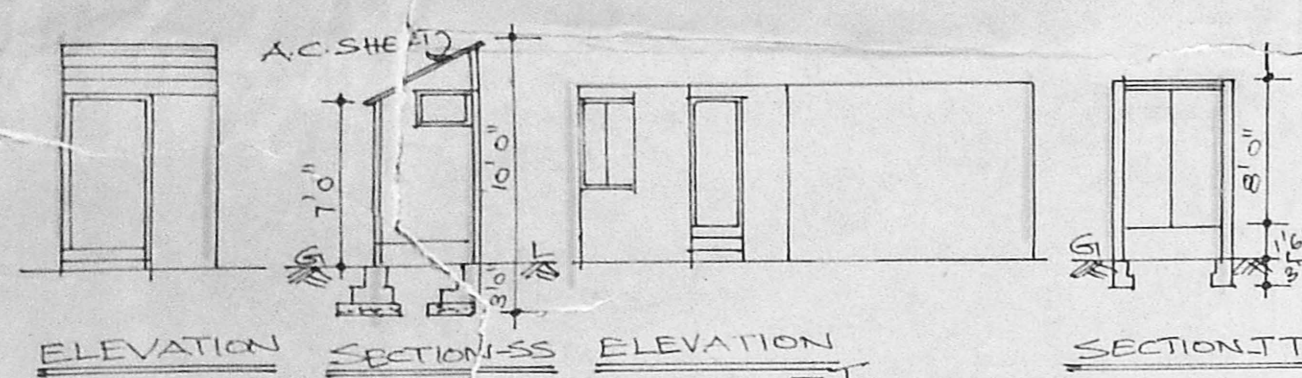 A.C. SHEET
7'0"
10'0"
3'0"
G
L
8'0"
1'6
3
G
L
ELEVATION
SECTION-SS
ELEVATION
SECTION-TT